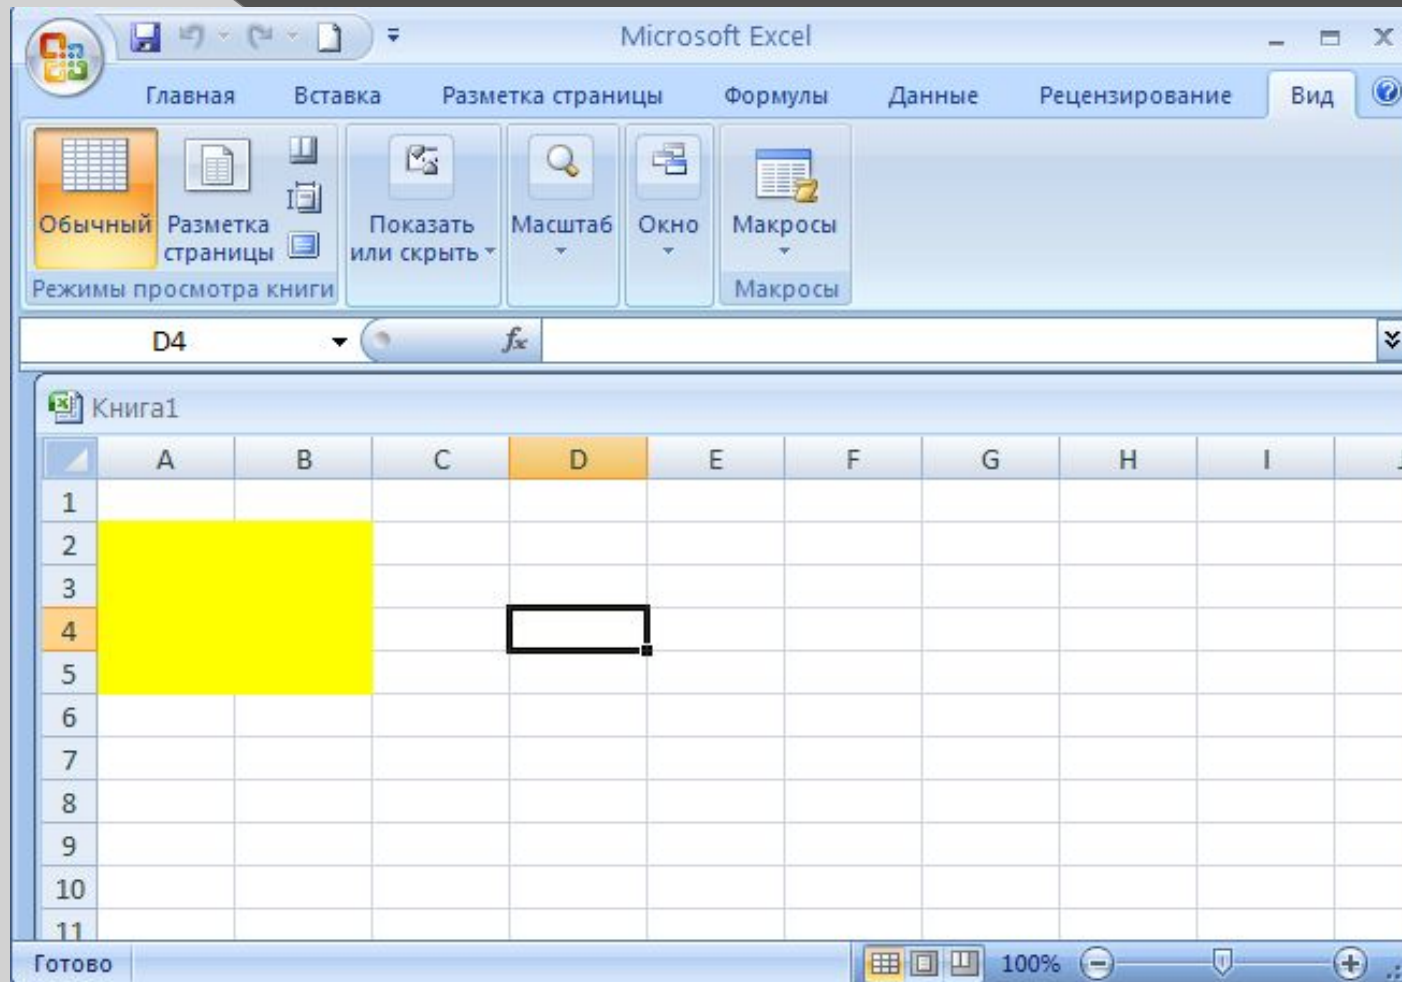 Microsoft Excel
Главная Вставка Разметка страницы Формулы Данные Рецензирование Вид
Обычный Разметка страницы Показать или скрыть Масштаб Окно Макросы
Режимы просмотра книги Макросы
D4 fx
Книга1
A B C D E F G H I
1
2
3
4
5
6
7
8
9
10
11
Готово 100%